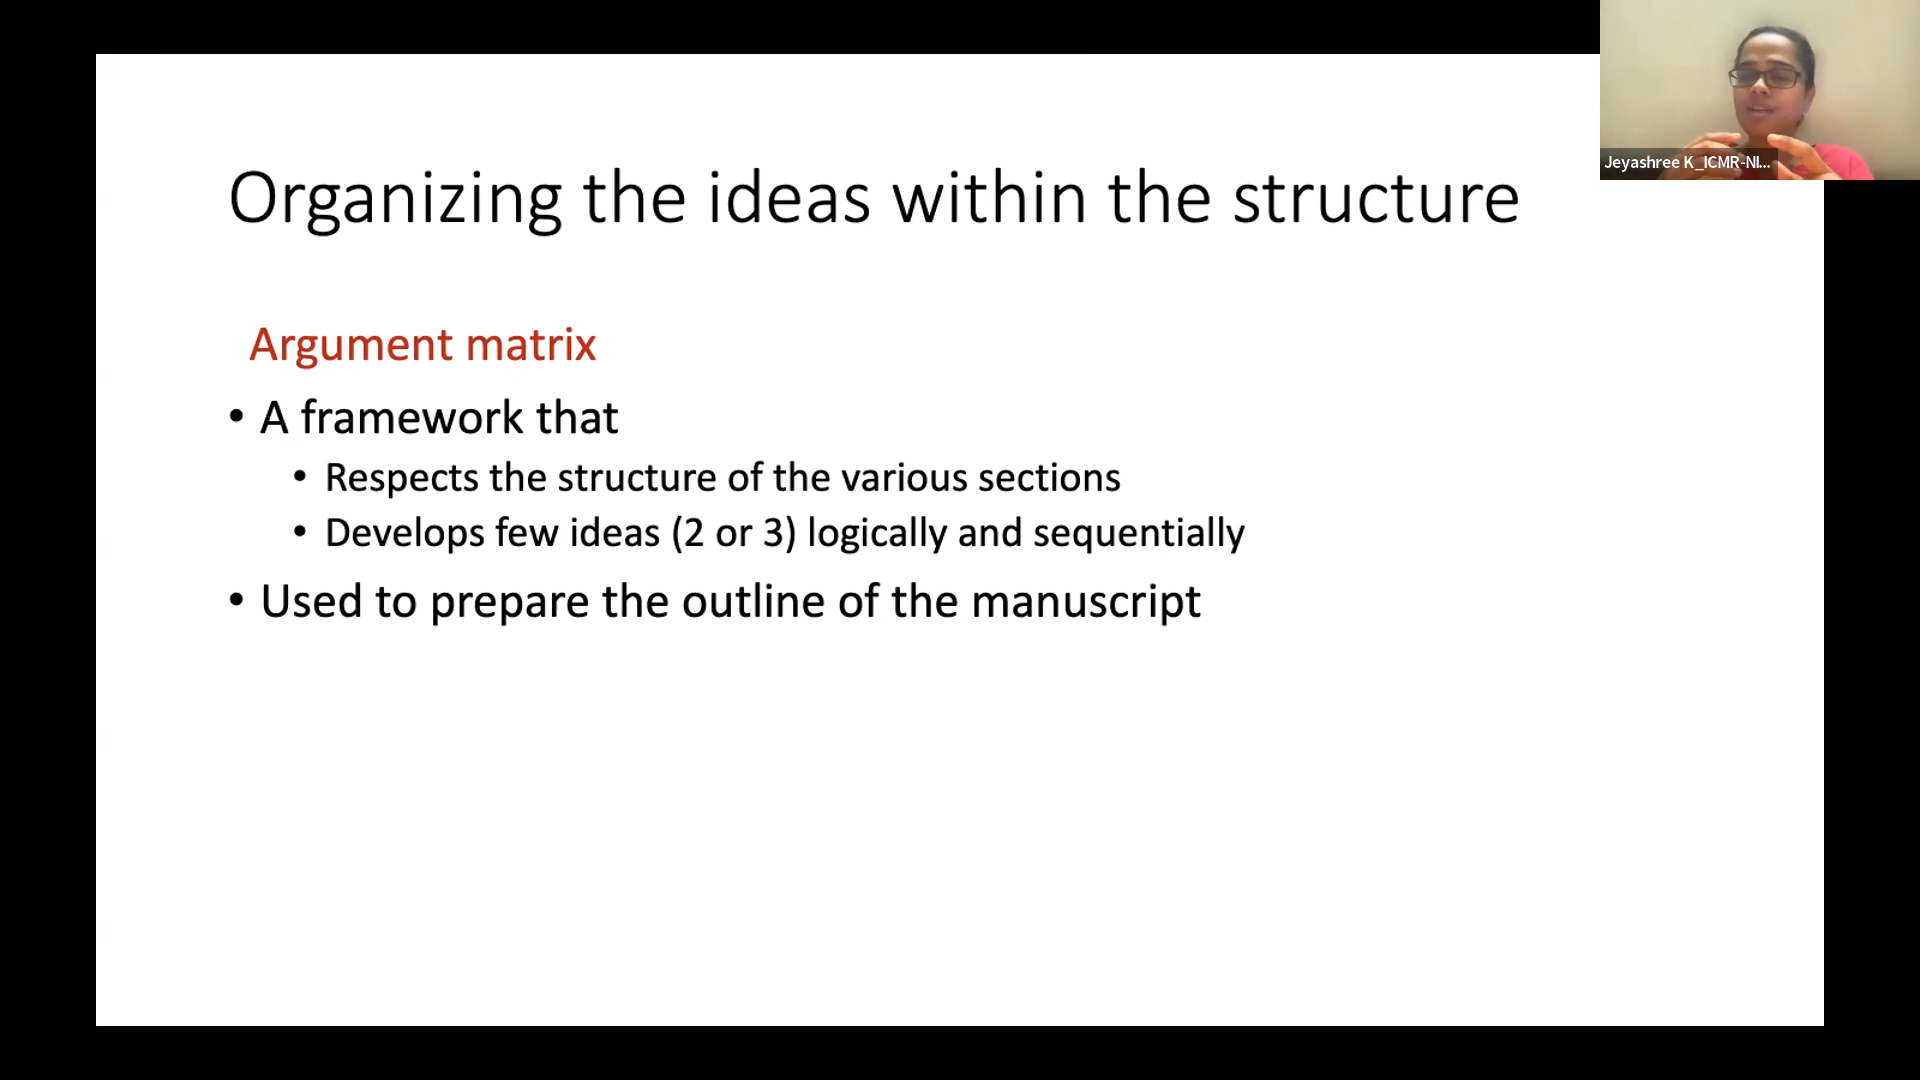 Organizing the ideas within the structure
Argument matrix
• A framework that
• Respects the structure of the various sections
• Develops few ideas (2 or 3) logically and sequentially
• Used to prepare the outline of the manuscript
Jeyashree K_ICMR-NI...